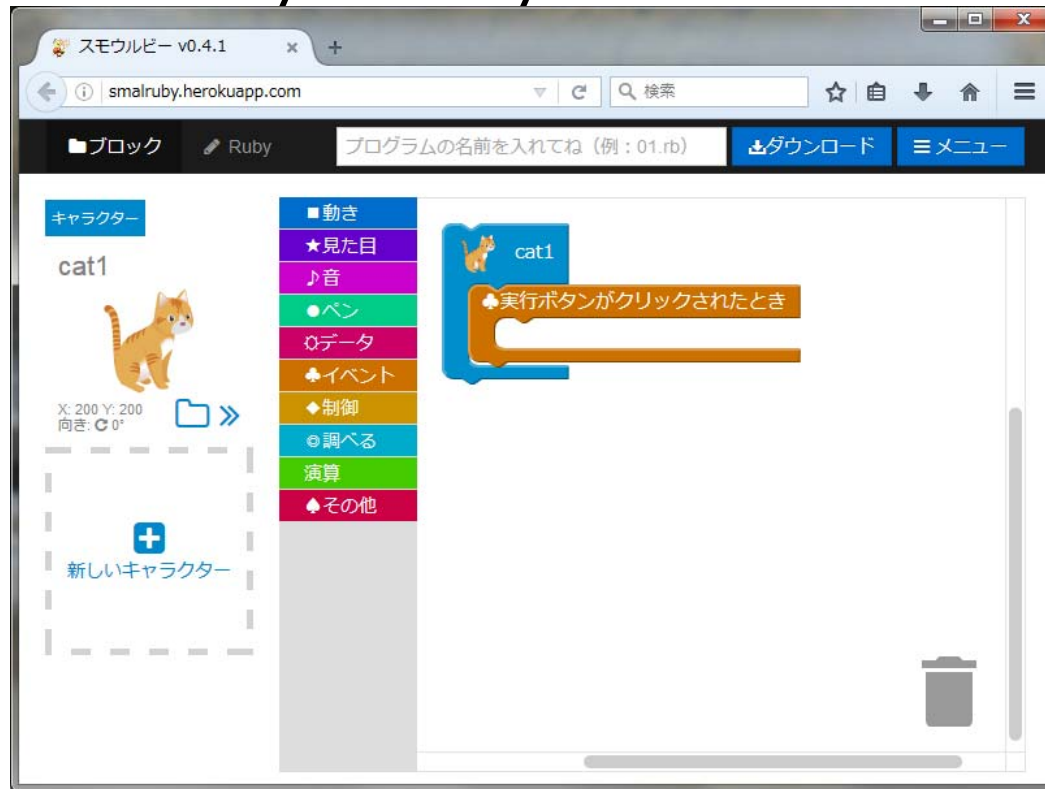 スモウルビー v0.4.1
smalruby.herokuapp.com
検索
ブロック
Ruby
プログラムの名前を入れてね（例：01.rb）
ダウンロード
メニュー
キャラクター
cat1
X: 200 Y: 200
向き: 0°
新しいキャラクター
■動き
★見た目
♪音
●ペン
データ
♣イベント
◆制御
◎調べる
演算
♠その他
cat1
♣実行ボタンがクリックされたとき